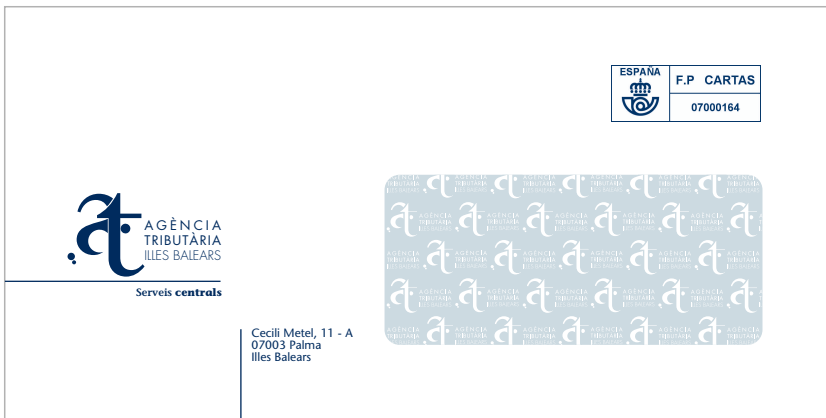 ESPAÑA
F.P CARTAS
07000164
AGÈNCIA
TRIBUTÀRIA
ILLES BALEARS
Serveis centrals
Cecili Metel, 11 - A
07003 Palma
Illes Balears